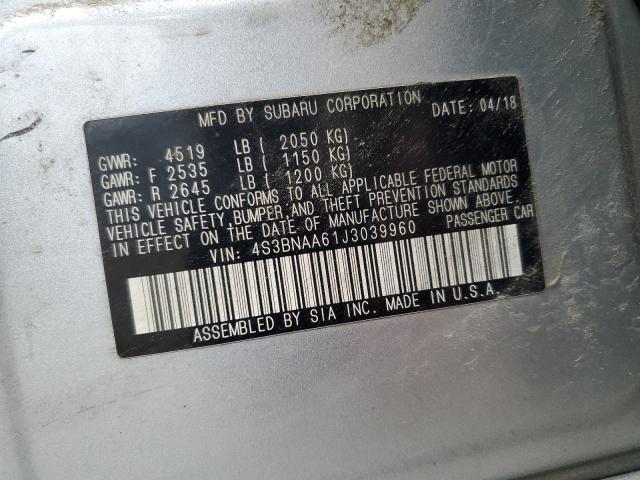 MFD BY SUBARU CORPORATION DATE: 04/18
GVWR: 4519 LB ( 2050 KG)
GAWR: F 2535 LB ( 1150 KG)
GAWR: R 2645 LB ( 1200 KG)
THIS VEHICLE CONFORMS TO ALL APPLICABLE FEDERAL MOTOR
VEHICLE SAFETY, BUMPER, AND THEFT PREVENTION STANDARDS
IN EFFECT ON THE DATE OF MANUFACTURE SHOWN ABOVE.
VIN: 4S3BNAA61J3039960 PASSENGER CAR
ASSEMBLED BY SIA INC. MADE IN U.S.A.